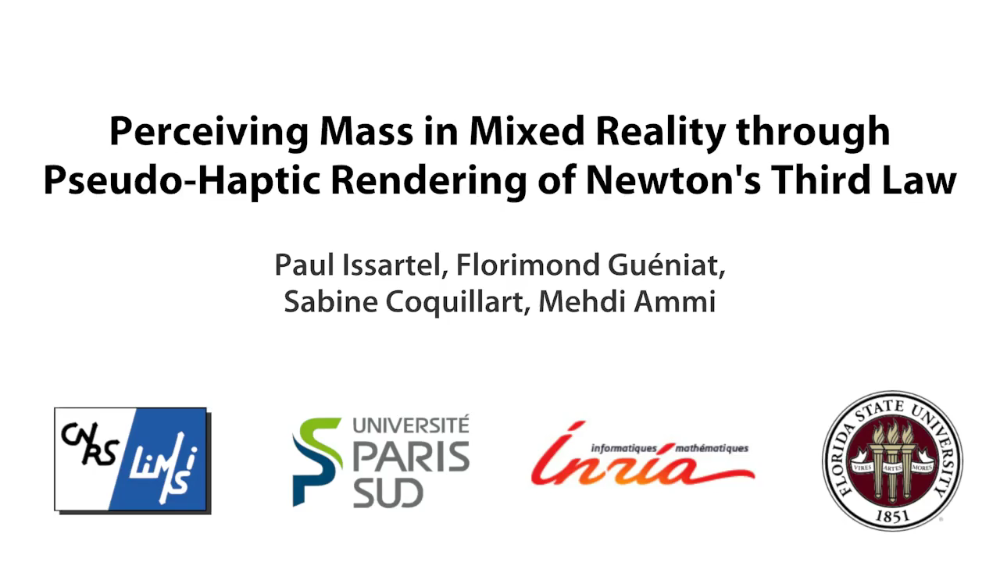 Perceiving Mass in Mixed Reality through
Pseudo-Haptic Rendering of Newton's Third Law
Paul Issartel, Florimond Guéniat,
Sabine Coquillart, Mehdi Ammi
CNRS
LiMSi
UNIVERSITÉ
PARIS
SUD
informatiques mathématiques
Inría
FLORIDA STATE UNIVERSITY
VIRES ARTES MORES
1851